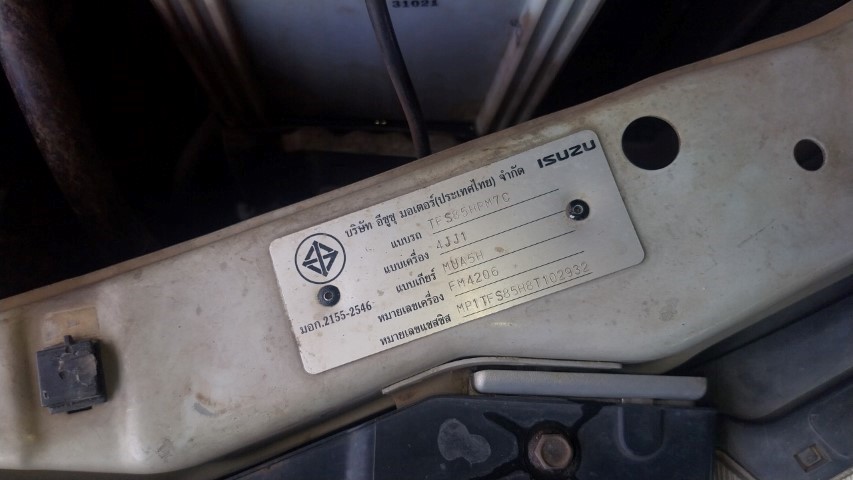 31021
ISUZU
บริษัท อีซูซุ มอเตอร์(ประเทศไทย) จำกัด
แบบรถ TFS85HPM7C
แบบเครื่อง 4JJ1
แบบเกียร์ MUA5H
หมายเลขเครื่อง FM4206
หมายเลขแชสซิส MP1TFS85H8T102932
มอก.2155-2546